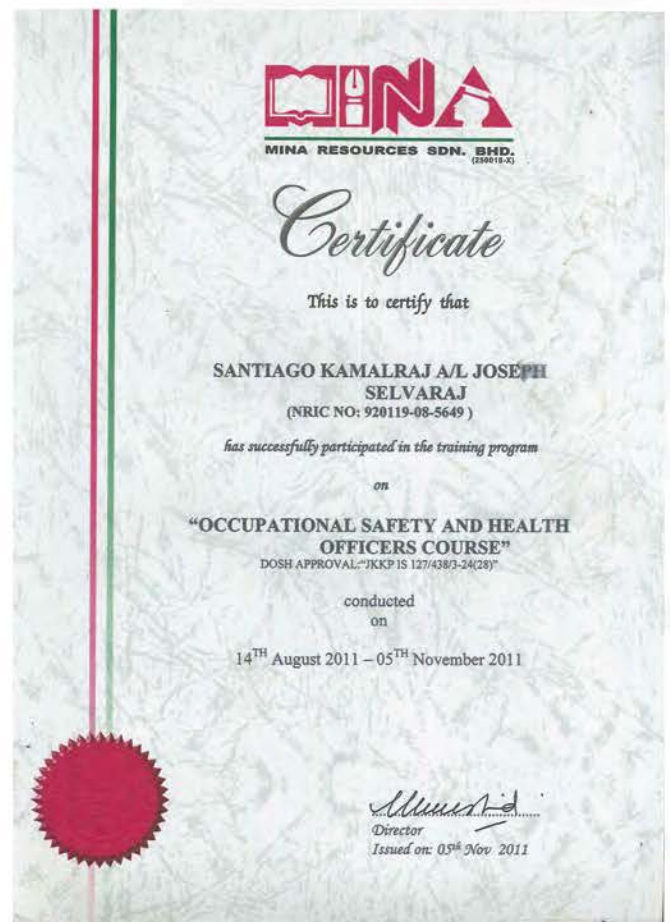 MINA
MINA RESOURCES SDN. BHD.
(250018-X)
Certificate
This is to certify that
SANTIAGO KAMALRAJ A/L JOSEPH
SELVARAJ
(NRIC NO: 920119-08-5649 )
has successfully participated in the training program
on
“OCCUPATIONAL SAFETY AND HEALTH
OFFICERS COURSE”
DOSH APPROVAL:“JKKP IS 127/438/3-24(28)”
conducted
on
14TH August 2011 – 05TH November 2011
Director
Issued on: 05th Nov 2011